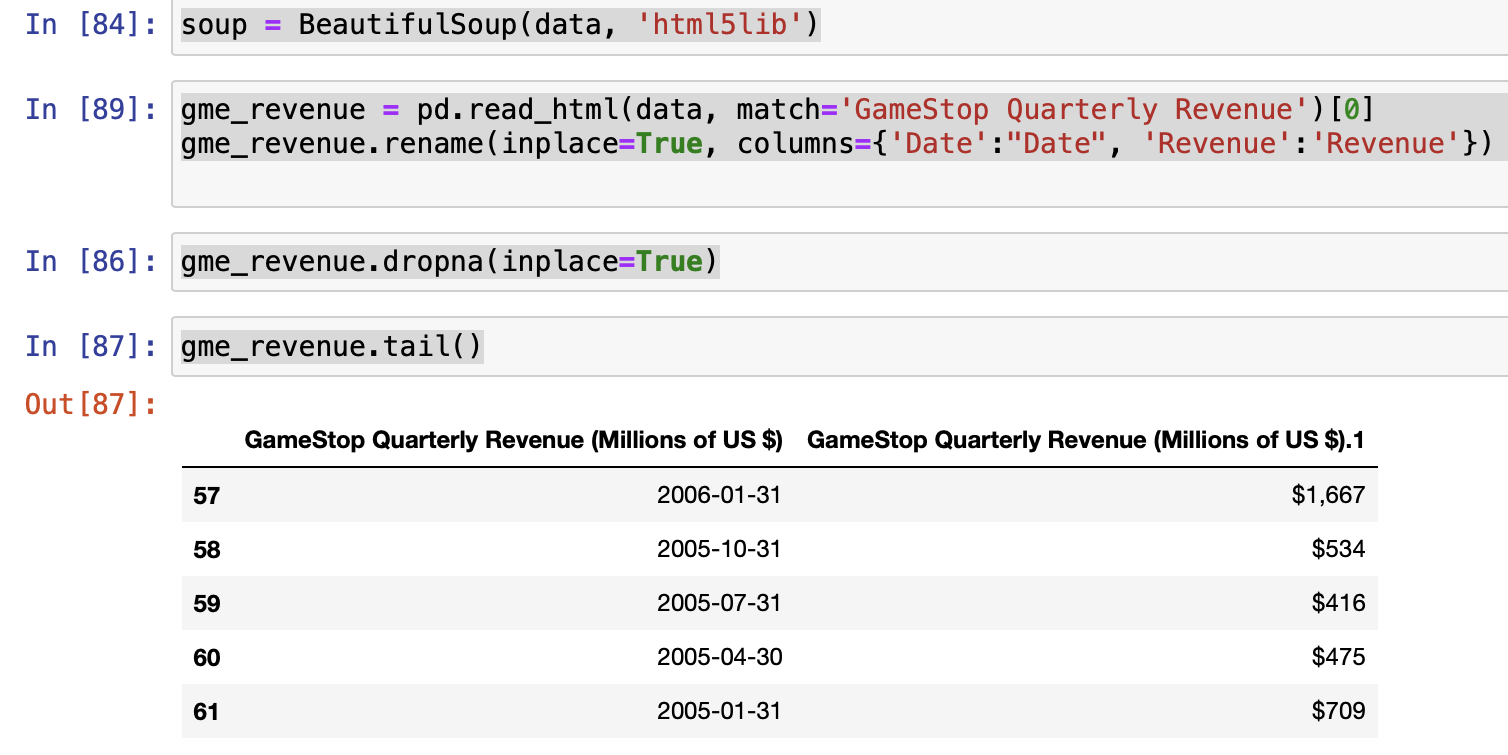 In [84]: soup = BeautifulSoup(data, 'html5lib')
In [89]: gme_revenue = pd.read_html(data, match='GameStop Quarterly Revenue')[0]
gme_revenue.rename(inplace=True, columns={'Date':"Date", 'Revenue':'Revenue'})
In [86]: gme_revenue.dropna(inplace=True)
In [87]: gme_revenue.tail()
Out[87]:
GameStop Quarterly Revenue (Millions of US $) GameStop Quarterly Revenue (Millions of US $).1
57 2006-01-31 $1,667
58 2005-10-31 $534
59 2005-07-31 $416
60 2005-04-30 $475
61 2005-01-31 $709